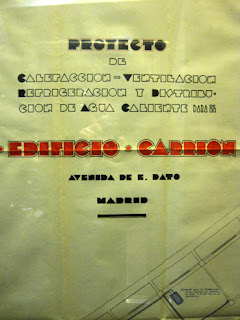 PROYECTO
DE
CALEFACCION - VENTILACION
REFRIGERACION Y DISTRIBU-
CION DE AGUA CALIENTE PARA EL
EDIFICIO · CARRION
AVENIDA DE E. DATO
MADRID